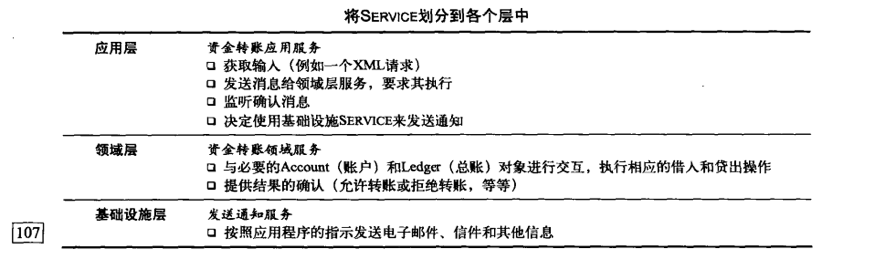 将SERVICE划分到各个层中
应用层 资金转账应用服务
□ 获取输入（例如一个XML请求）
□ 发送消息给领域层服务，要求其执行
□ 监听确认消息
□ 决定使用基础设施SERVICE来发送通知
领域层 资金转账领域服务
□ 与必要的Account（账户）和Ledger（总账）对象进行交互，执行相应的借入和贷出操作
□ 提供结果的确认（允许转账或拒绝转账，等等）
基础设施层 发送通知服务
107 □ 按照应用程序的指示发送电子邮件、信件和其他信息